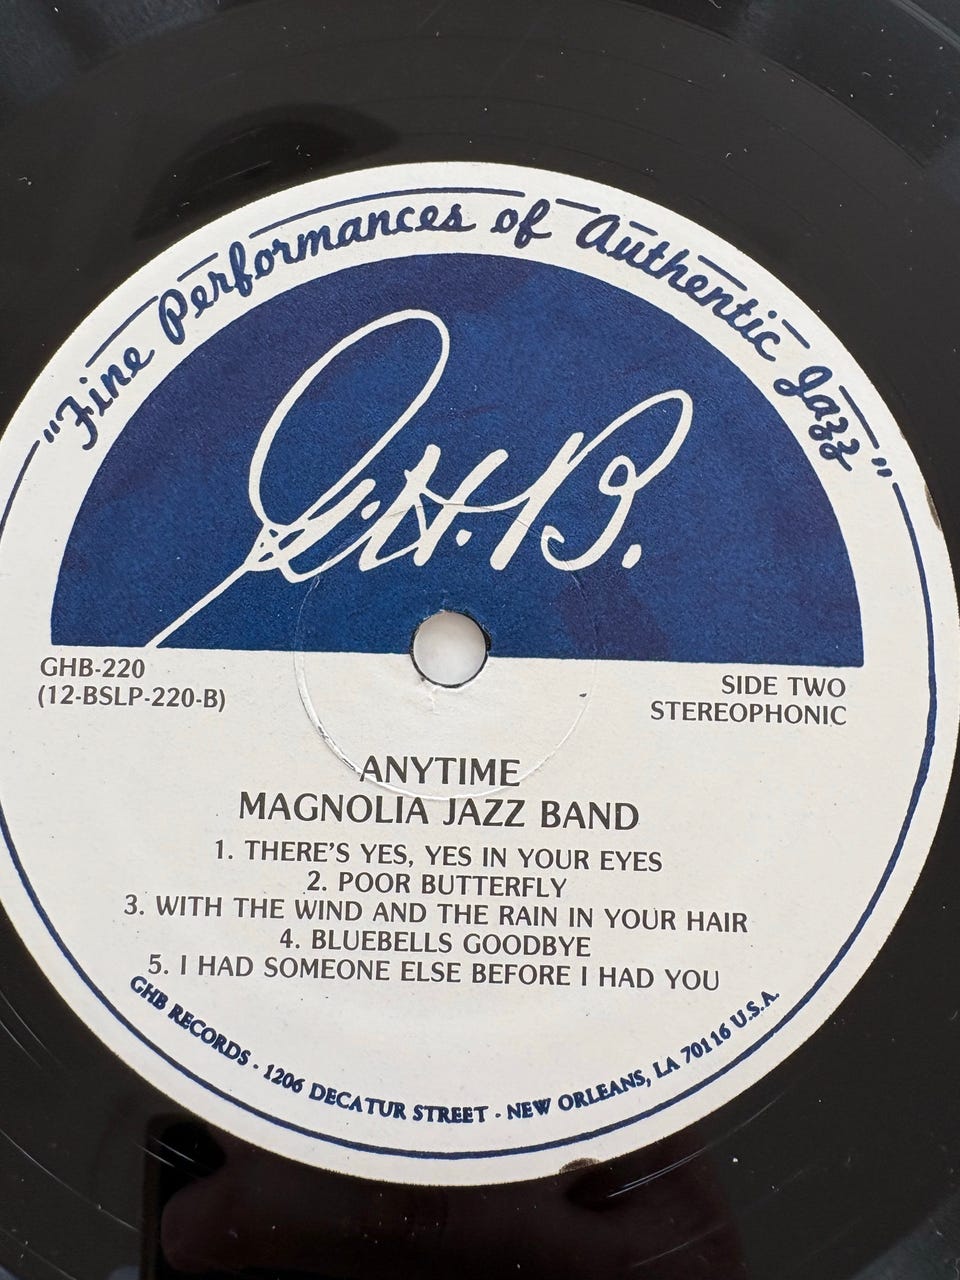 "Fine Performances of Authentic Jazz"
G.H.B.
GHB-220
(12-BSLP-220-B)
SIDE TWO
STEREOPHONIC
ANYTIME
MAGNOLIA JAZZ BAND
1. THERE'S YES, YES IN YOUR EYES
2. POOR BUTTERFLY
3. WITH THE WIND AND THE RAIN IN YOUR HAIR
4. BLUEBELLS GOODBYE
5. I HAD SOMEONE ELSE BEFORE I HAD YOU
GHB RECORDS · 1206 DECATUR STREET · NEW ORLEANS, LA 70116 U.S.A.